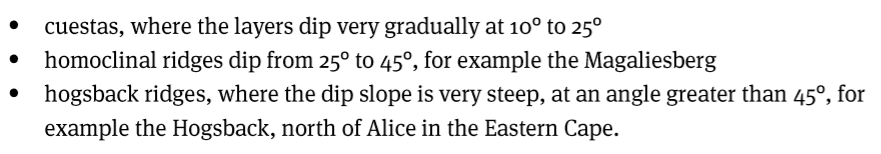 • cuestas, where the layers dip very gradually at 10° to 25°
• homoclinal ridges dip from 25° to 45°, for example the Magaliesberg
• hogsback ridges, where the dip slope is very steep, at an angle greater than 45°, for
example the Hogsback, north of Alice in the Eastern Cape.